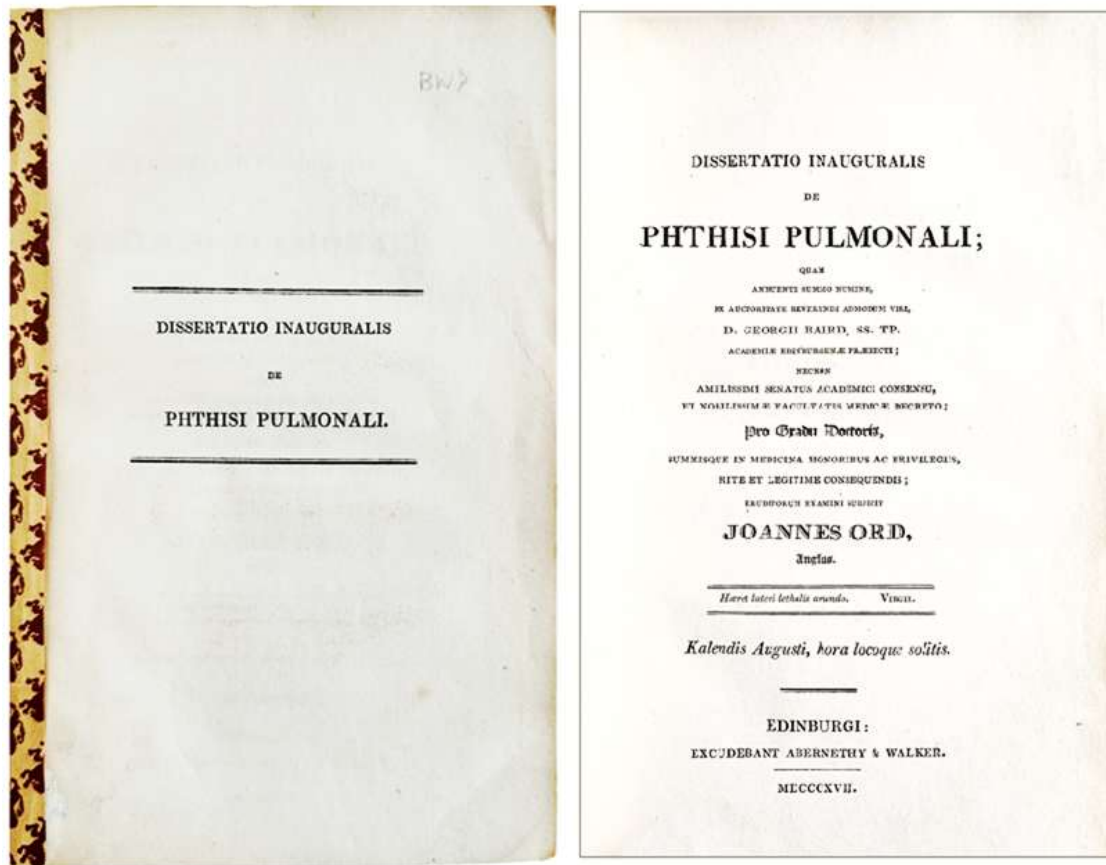 BW7
DISSERTATIO INAUGURALIS
DE
PHTHISI PULMONALI.
DISSERTATIO INAUGURALIS
DE
PHTHISI PULMONALI;
QUAM
ANNUENTI SUMMO NUMINE,
EX AUCTORITATE REVERENDI ADMODUM VIRI,
D. GEORGII BAIRD, SS. TP.
ACADEMIÆ EDINBURGENÆ PRÆFECTI;
NECNON
AMPLISSIMI SENATUS ACADEMICI CONSENSU,
ET NOBILISSIMÆ FACULTATIS MEDICÆ DECRETO;
Pro Gradu Doctoris,
SUMMISQUE IN MEDICINA HONORIBUS AC PRIVILEGIIS,
RITE ET LEGITIME CONSEQUENDIS;
ERUDITORUM EXAMINI SUBJICIT
JOANNES ORD,
Anglus.
Hæret lateri lethalis arundo. VIRGIL.
Kalendis Augusti, hora locoque solitis.
EDINBURGI:
EXCUDEBANT ABERNETHY & WALKER.
MDCCCXVII.